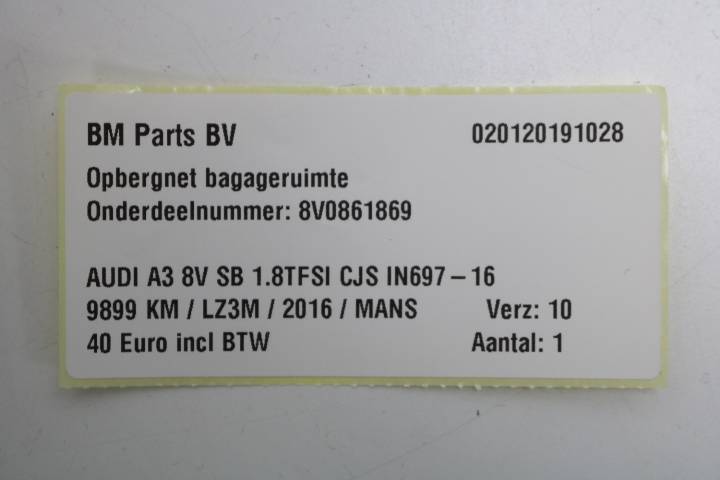 BM Parts BV 020120191028
Opbergnet bagageruimte
Onderdeelnummer: 8V0861869
AUDI A3 8V SB 1.8TFSI CJS IN697-16
9899 KM / LZ3M / 2016 / MANS Verz: 10
40 Euro incl BTW Aantal: 1